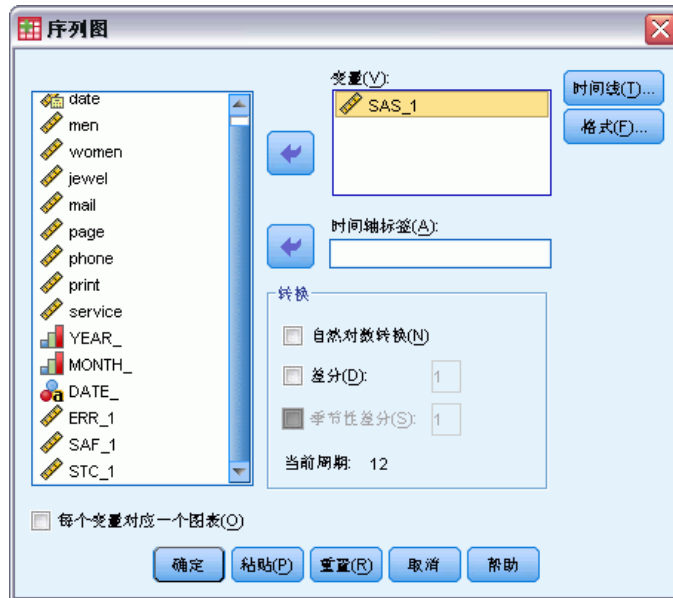 序列图
date
men
women
jewel
mail
page
phone
print
service
YEAR_
MONTH_
DATE_
ERR_1
SAF_1
STC_1
变量(V):
SAS_1
时间线(T)...
格式(F)...
时间轴标签(A):
转换
自然对数转换(N)
差分(D): 1
季节性差分(S): 1
当前周期: 12
每个变量对应一个图表(O)
确定 粘贴(P) 重置(R) 取消 帮助